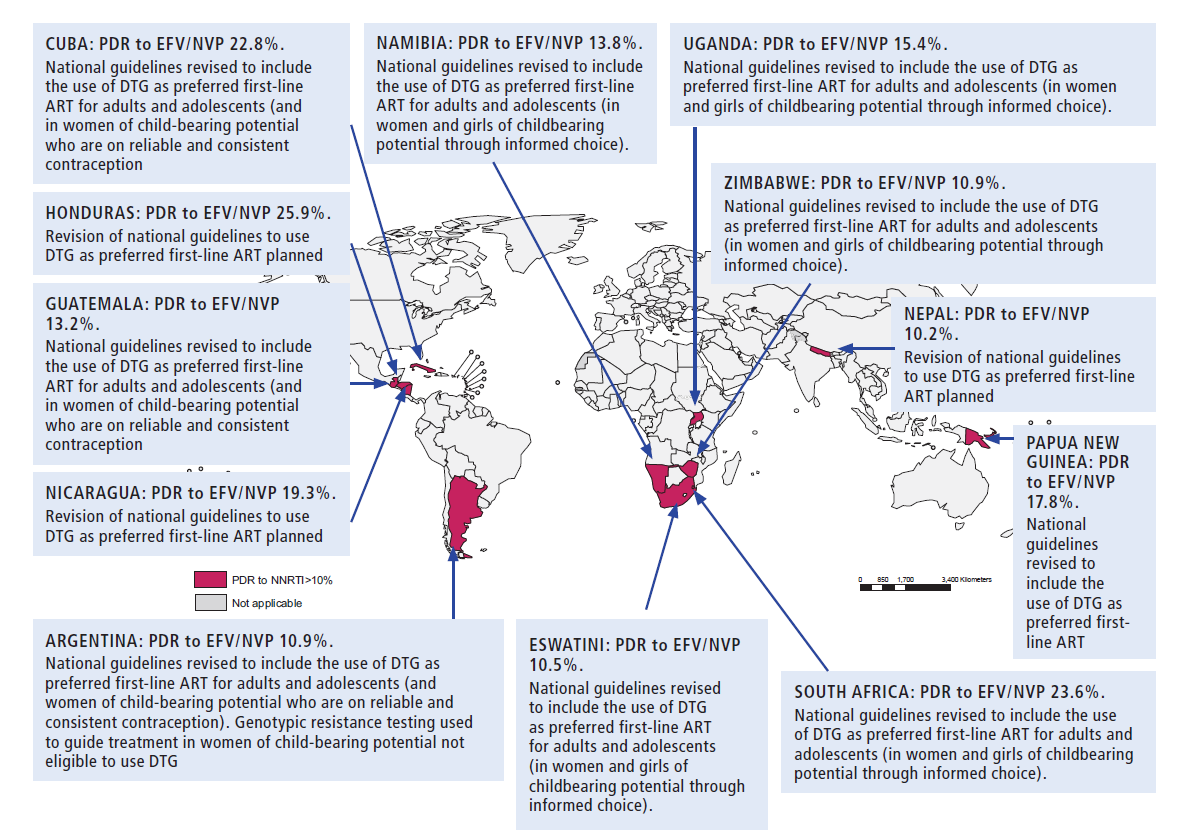 CUBA: PDR to EFV/NVP 22.8%.
National guidelines revised to include
the use of DTG as preferred first-line
ART for adults and adolescents (and
in women of child-bearing potential
who are on reliable and consistent
contraception
NAMIBIA: PDR to EFV/NVP 13.8%.
National guidelines revised to include
the use of DTG as preferred first-line
ART for adults and adolescents (in
women and girls of childbearing
potential through informed choice).
UGANDA: PDR to EFV/NVP 15.4%.
National guidelines revised to include the use of DTG as
preferred first-line ART for adults and adolescents (in women
and girls of childbearing potential through informed choice).
ZIMBABWE: PDR to EFV/NVP 10.9%.
National guidelines revised to include the use of DTG
as preferred first-line ART for adults and adolescents
(in women and girls of childbearing potential through
informed choice).
HONDURAS: PDR to EFV/NVP 25.9%.
Revision of national guidelines to use
DTG as preferred first-line ART planned
GUATEMALA: PDR to EFV/NVP
13.2%.
National guidelines revised to include
the use of DTG as preferred first-line
ART for adults and adolescents (and
in women of child-bearing potential
who are on reliable and consistent
contraception
NEPAL: PDR to EFV/NVP
10.2%.
Revision of national guidelines
to use DTG as preferred first-line
ART planned
PAPUA NEW
GUINEA: PDR
to EFV/NVP
17.8%.
National
guidelines
revised to
include the
use of DTG as
preferred first-
line ART
NICARAGUA: PDR to EFV/NVP 19.3%.
Revision of national guidelines to use
DTG as preferred first-line ART planned
PDR to NNRTI>10%
Not applicable
0 850 1,700 3,400 Kilometers
ARGENTINA: PDR to EFV/NVP 10.9%.
National guidelines revised to include the use of DTG as
preferred first-line ART for adults and adolescents (and
women of child-bearing potential who are on reliable and
consistent contraception). Genotypic resistance testing used
to guide treatment in women of child-bearing potential not
eligible to use DTG
ESWATINI: PDR to EFV/NVP
10.5%.
National guidelines revised
to include the use of DTG
as preferred first-line ART
for adults and adolescents
(in women and girls of
childbearing potential through
informed choice).
SOUTH AFRICA: PDR to EFV/NVP 23.6%.
National guidelines revised to include the use
of DTG as preferred first-line ART for adults and
adolescents (in women and girls of childbearing
potential through informed choice).